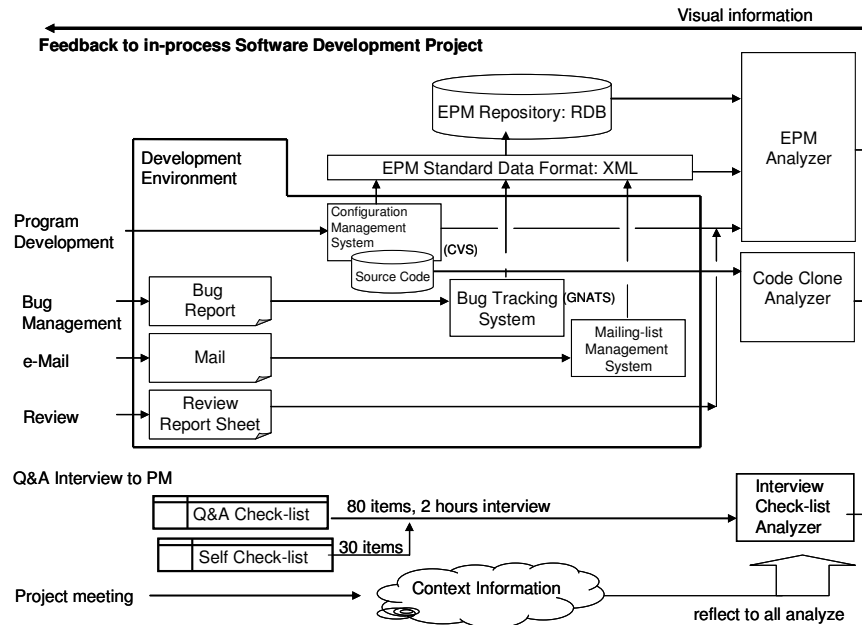 Visual information
Feedback to in-process Software Development Project
EPM Repository: RDB
EPM
Analyzer
Development
Environment
EPM Standard Data Format: XML
Program
Development
Configuration
Management
System
(CVS)
Source Code
Code Clone
Analyzer
Bug
Management
Bug
Report
Bug Tracking
System
(GNATS)
e-Mail
Mail
Mailing-list
Management
System
Review
Review
Report Sheet
Q&A Interview to PM
Q&A Check-list
80 items, 2 hours interview
Interview
Check-list
Analyzer
Self Check-list
30 items
Project meeting
Context Information
reflect to all analyze